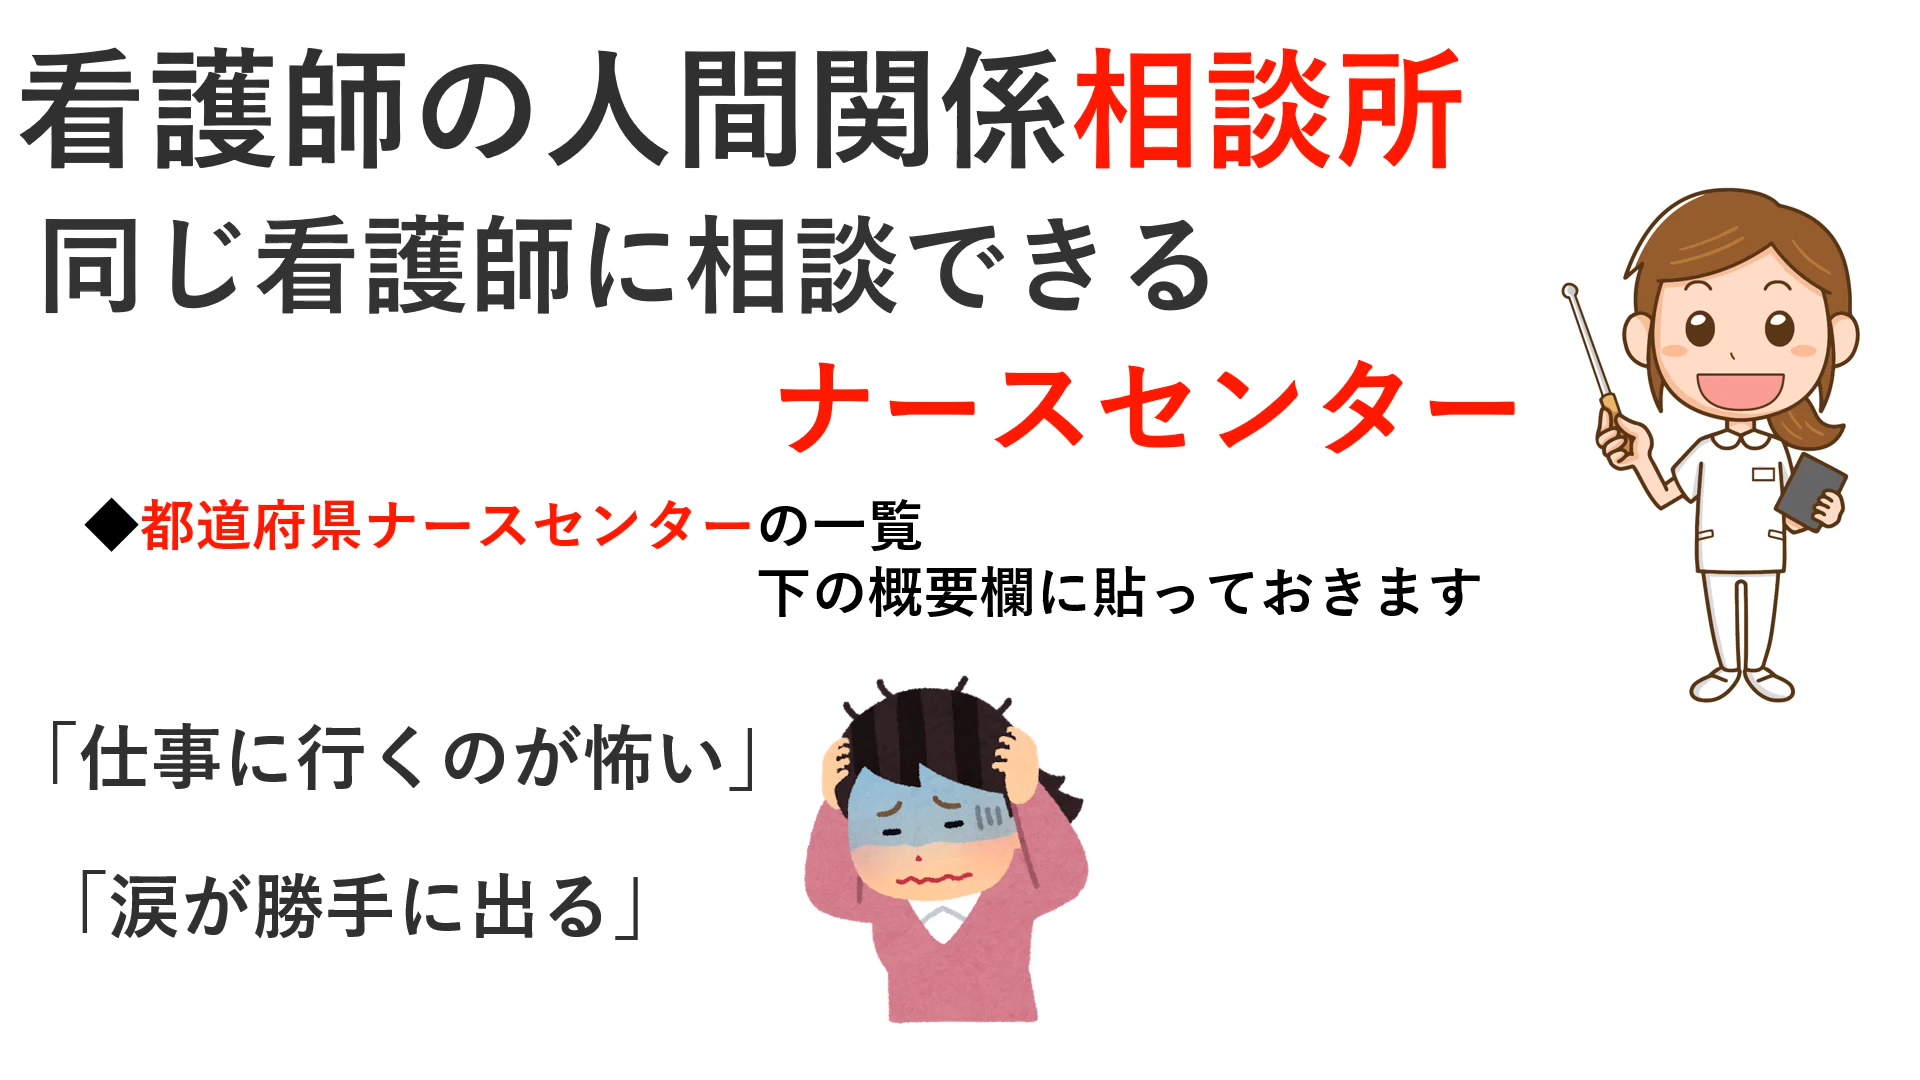 看護師の人間関係相談所
同じ看護師に相談できる
ナースセンター
◆都道府県ナースセンターの一覧
下の概要欄に貼っておきます
「仕事に行くのが怖い」
「涙が勝手に出る」